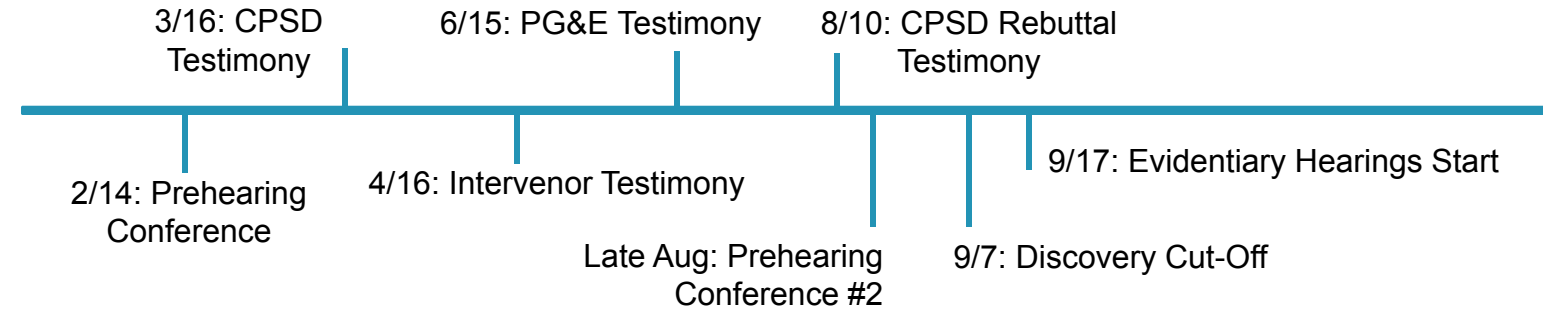 3/16: CPSD
Testimony
6/15: PG&E Testimony
8/10: CPSD Rebuttal
Testimony
2/14: Prehearing
Conference
4/16: Intervenor Testimony
Late Aug: Prehearing
Conference #2
9/7: Discovery Cut-Off
9/17: Evidentiary Hearings Start